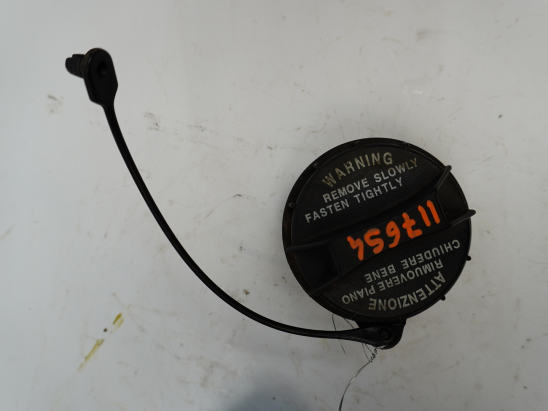 WARNING
REMOVE SLOWLY
FASTEN TIGHTLY
117654
ATTENZIONE
RIMUOVERE PIANO
CHIUDERE BENE